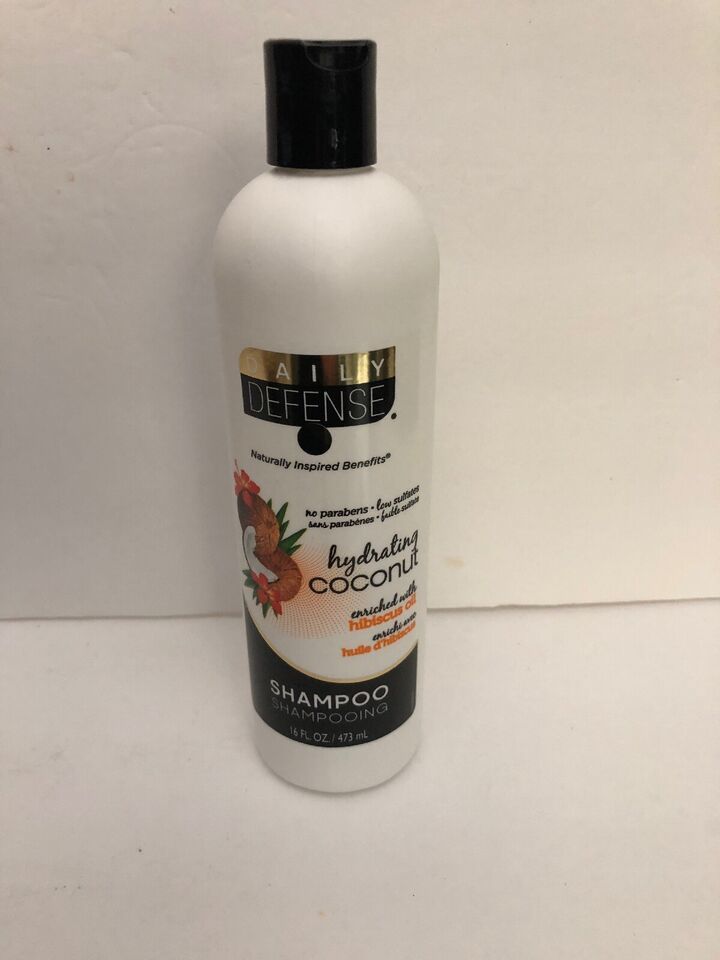 DAILY
DEFENSE.
Naturally Inspired Benefits®
no parabens • low sulfates
sans parabènes • faible sulfate
hydrating
coconut
enriched with
hibiscus oil
enrichi avec
huile d'hibiscus
SHAMPOO
SHAMPOOING
16 FL. OZ. / 473 mL